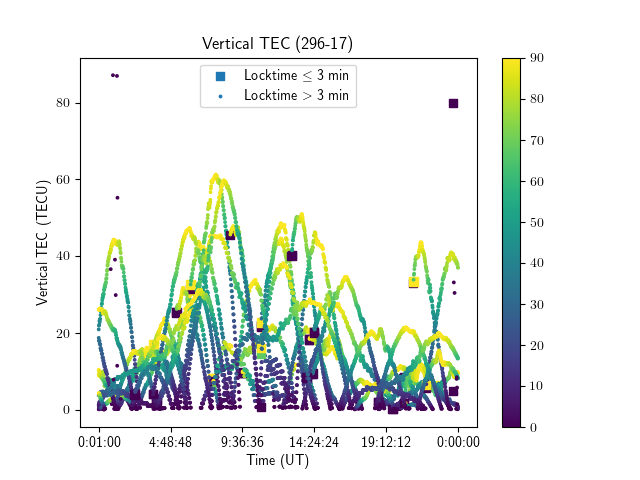 Vertical TEC (296-17)
Locktime ≤ 3 min
Locktime > 3 min
Vertical TEC (TECU)
80
60
40
20
0
0:01:00 4:48:48 9:36:36 14:24:24 19:12:12 0:00:00
Time (UT)
90
80
70
60
50
40
30
20
10
0